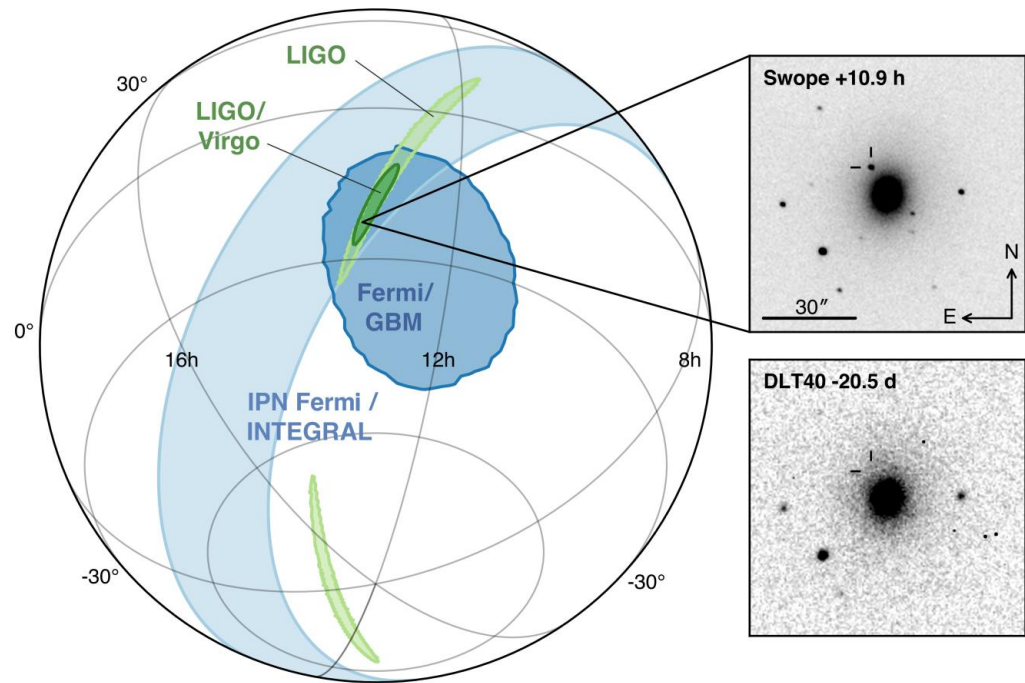 LIGO
30°
LIGO/
Virgo
Fermi/
GBM
0°
16h
12h
8h
IPN Fermi /
INTEGRAL
-30°
-30°
Swope +10.9 h
N
30″
E
DLT40 -20.5 d